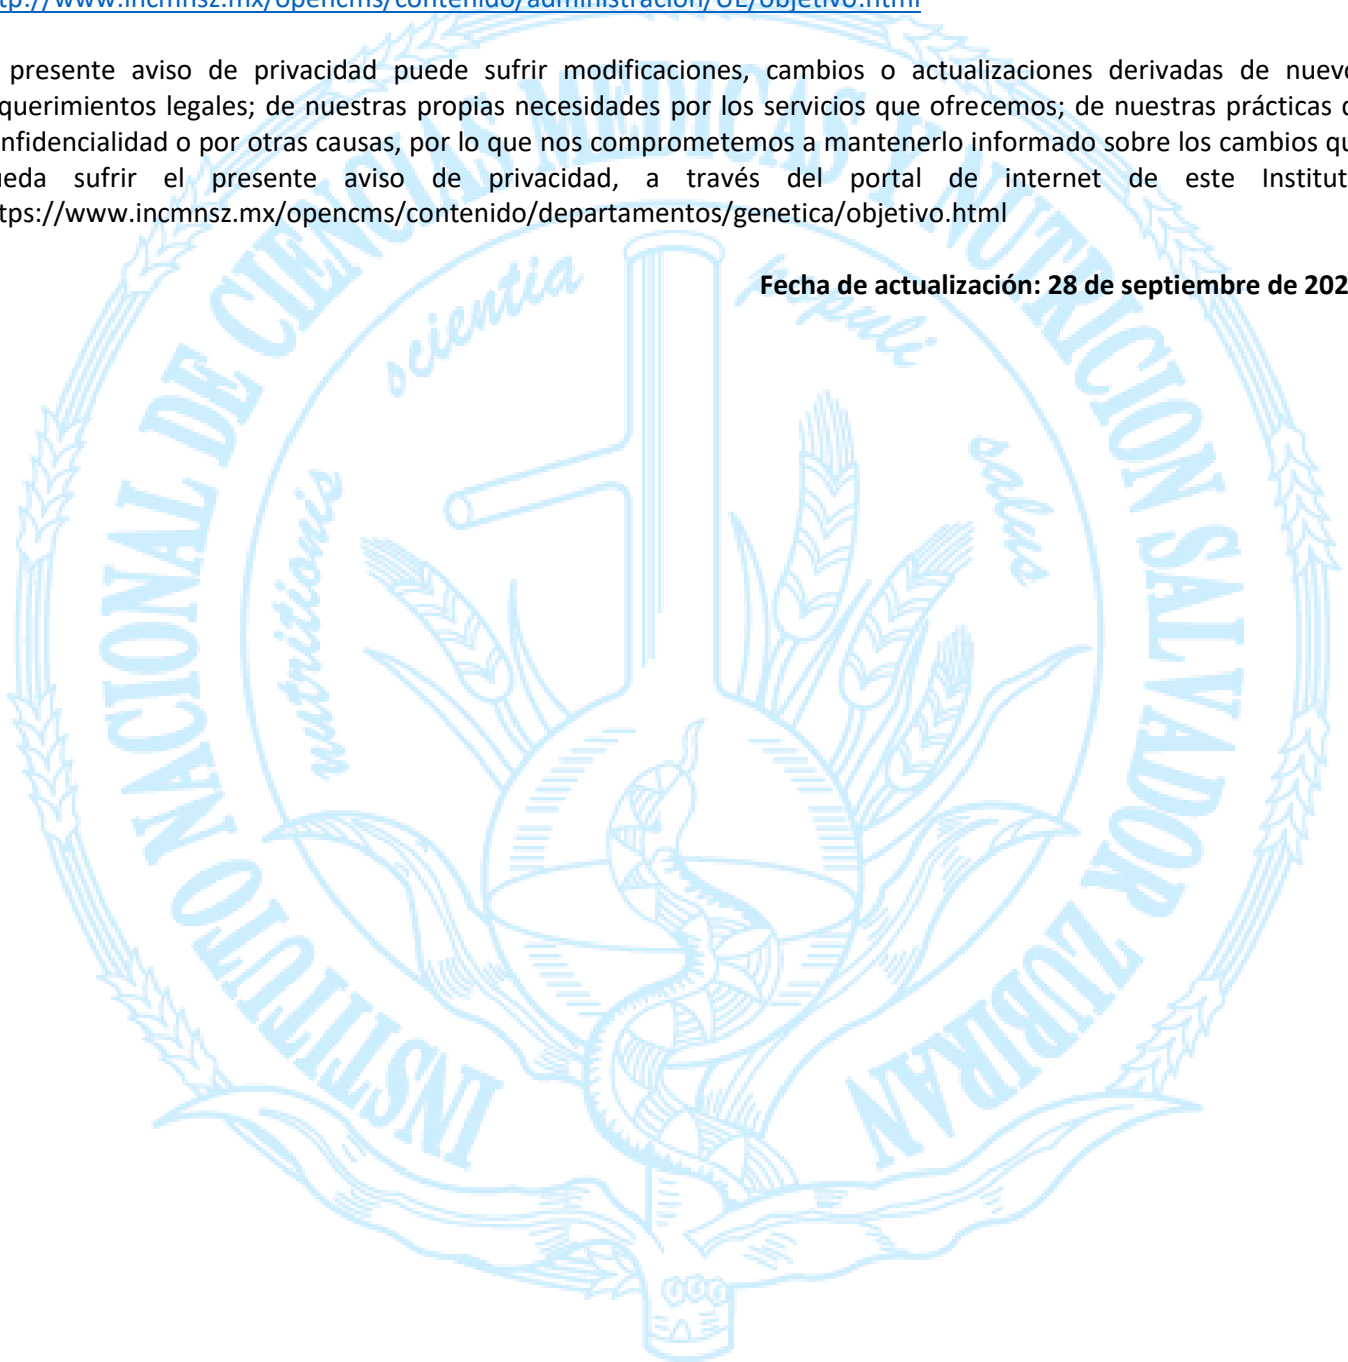 tp://www.incmnsz.mx/opencms/contenido/administracion/UE/objetivo.html
presente aviso de privacidad puede sufrir modificaciones, cambios o actualizaciones derivadas de nuevo
querimientos legales; de nuestras propias necesidades por los servicios que ofrecemos; de nuestras prácticas d
nfidencialidad o por otras causas, por lo que nos comprometemos a mantenerlo informado sobre los cambios qu
ueda sufrir el presente aviso de privacidad, a través del portal de internet de este Institut
tps://www.incmnsz.mx/opencms/contenido/departamentos/genetica/objetivo.html
Fecha de actualización: 28 de septiembre de 202
INSTITUTO NACIONAL DE CIENCIAS MEDICAS Y NUTRICION SALVADOR ZUBIRAN
nutritionis scientia populi salus